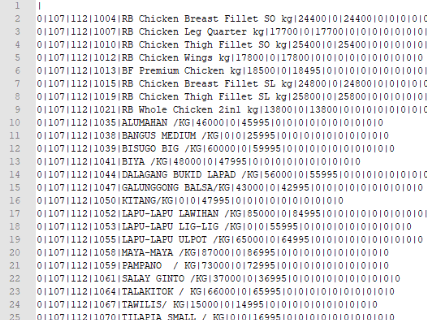 1 |
2 0|107|112|1004|RB Chicken Breast Fillet SO kg|24400|0|24400|0|0|0|0|0
3 0|107|112|1007|RB Chicken Leg Quarter kg|17700|0|17700|0|0|0|0|0|0|0
4 0|107|112|1010|RB Chicken Thigh Fillet SO kg|25400|0|25400|0|0|0|0|0|0
5 0|107|112|1012|RB Chicken Wings kg|17800|0|17800|0|0|0|0|0|0|0|0
6 0|107|112|1013|BF Premium Chicken kg|18500|0|18495|0|0|0|0|0|0|0|0
7 0|107|112|1015|RB Chicken Breast Fillet SL kg|24800|0|24800|0|0|0|0|0
8 0|107|112|1019|RB Chicken Thigh Fillet SL kg|25800|0|25800|0|0|0|0|0|0
9 0|107|112|1021|RB Whole Chicken 2in1 kg|13800|0|13800|0|0|0|0|0|0|0|0
10 0|107|112|1035|ALUMAHAN /KG|46000|0|45995|0|0|0|0|0|0|0|0|0
11 0|107|112|1038|BANGUS MEDIUM /KG|0|0|25995|0|0|0|0|0|0|0|0|0
12 0|107|112|1039|BISUGO BIG /KG|60000|0|59995|0|0|0|0|0|0|0|0|0
13 0|107|112|1041|BIYA /KG|48000|0|47995|0|0|0|0|0|0|0|0|0
14 0|107|112|1044|DALAGANG BUKID LAPAD /KG|56000|0|55995|0|0|0|0|0|0|0|0
15 0|107|112|1047|GALUNGGONG BALSA/KG|43000|0|42995|0|0|0|0|0|0|0|0|0
16 0|107|112|1050|KITANG/KG|0|0|47995|0|0|0|0|0|0|0|0|0
17 0|107|112|1052|LAPU-LAPU LAWIHAN /KG|85000|0|84995|0|0|0|0|0|0|0|0|0
18 0|107|112|1053|LAPU-LAPU LIG-LIG /KG|0|0|55995|0|0|0|0|0|0|0|0|0
19 0|107|112|1055|LAPU-LAPU ULPOT /KG|65000|0|64995|0|0|0|0|0|0|0|0|0
20 0|107|112|1058|MAYA-MAYA /KG|87000|0|86995|0|0|0|0|0|0|0|0|0
21 0|107|112|1059|PAMPANO / KG|73000|0|72995|0|0|0|0|0|0|0|0|0
22 0|107|112|1061|SALAY GINTO /KG|37000|0|36995|0|0|0|0|0|0|0|0|0
23 0|107|112|1064|TALAKITOK / KG|66000|0|65995|0|0|0|0|0|0|0|0|0
24 0|107|112|1067|TAWILIS/ KG|15000|0|14995|0|0|0|0|0|0|0|0|0
25 0|107|112|1070|TILAPIA SMALL / KG|0|0|16995|0|0|0|0|0|0|0|0|0